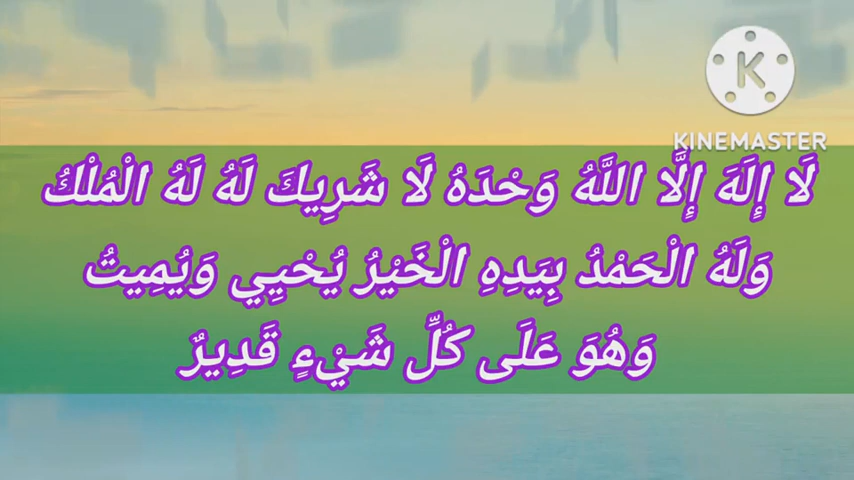 KINEMASTER
لَا إِلَهَ إِلَّا اللَّهُ وَحْدَهُ لَا شَرِيكَ لَهُ لَهُ الْمُلْكُ
وَلَهُ الْحَمْدُ بِيَدِهِ الْخَيْرُ يُحْيِي وَيُمِيتُ
وَهُوَ عَلَى كُلِّ شَيْءٍ قَدِيرٌ